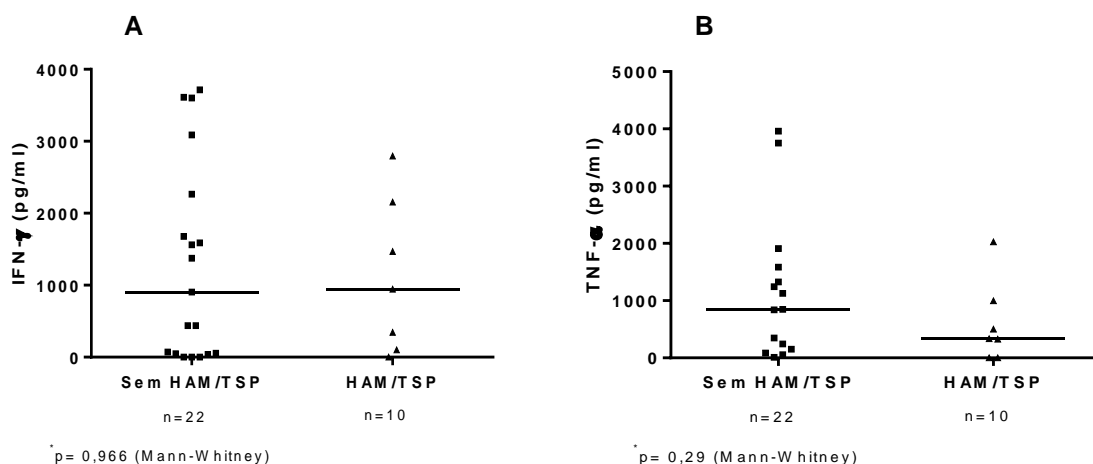 A
4000
3000
2000
1000
0
IFN-γ (pg/ml)
Sem HAM/TSP
HAM/TSP
n=22
n=10
*p= 0,966 (Mann-Whitney)
B
5000
4000
3000
2000
1000
0
TNF-α (pg/ml)
Sem HAM/TSP
HAM/TSP
n=22
n=10
*p= 0,29 (Mann-Whitney)